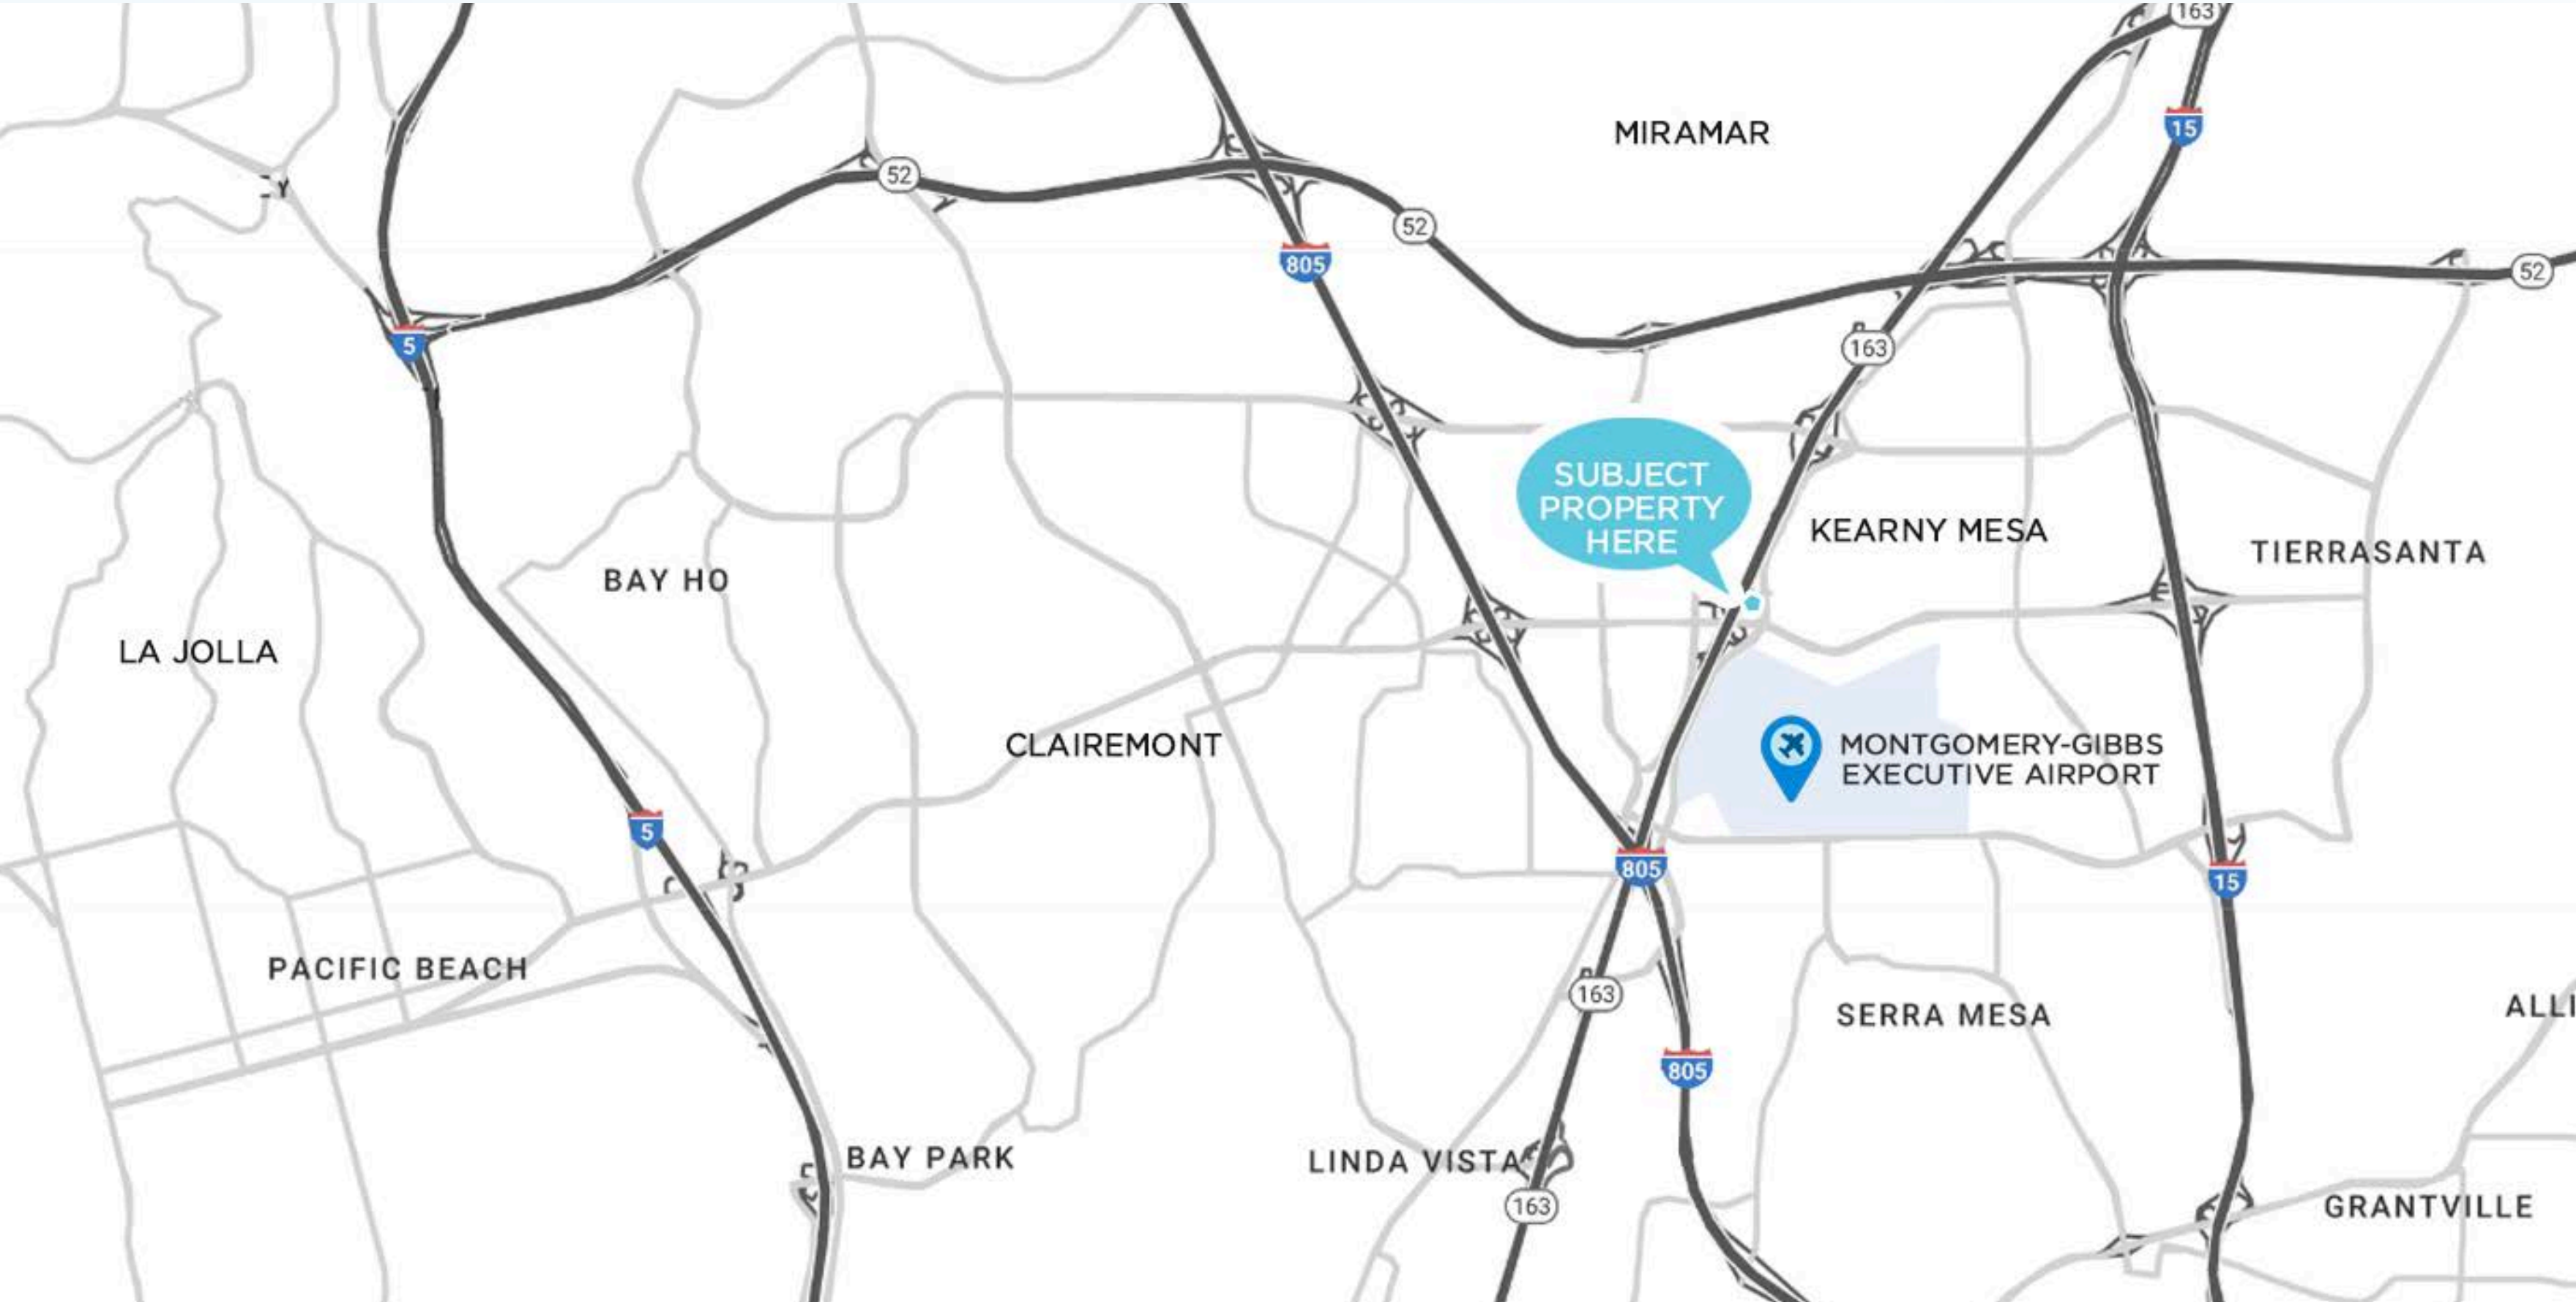 163
15
MIRAMAR
52
52
805
52
5
163
SUBJECT
PROPERTY
HERE
KEARNY MESA
TIERRASANTA
BAY HO
LA JOLLA
CLAIREMONT
MONTGOMERY-GIBBS
EXECUTIVE AIRPORT
5
805
15
PACIFIC BEACH
163
SERRA MESA
ALLI
805
BAY PARK
LINDA VISTA
163
GRANTVILLE